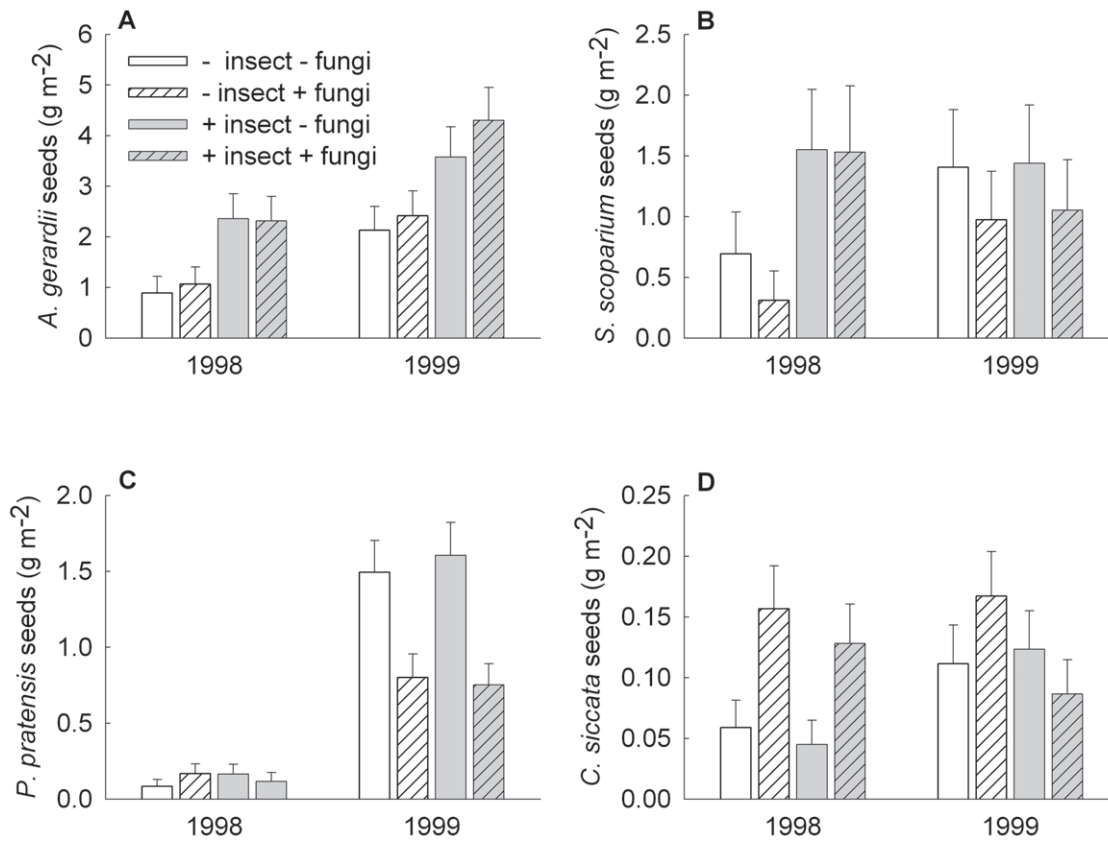 A
A. gerardii seeds (g m-2)
6
5
4
3
2
1
0
- insect - fungi
- insect + fungi
+ insect - fungi
+ insect + fungi
1998 1999
B
S. scoparium seeds (g m-2)
2.5
2.0
1.5
1.0
0.5
0.0
1998 1999
C
P. pratensis seeds (g m-2)
2.0
1.5
1.0
0.5
0.0
1998 1999
D
C. siccata seeds (g m-2)
0.25
0.20
0.15
0.10
0.05
0.00
1998 1999